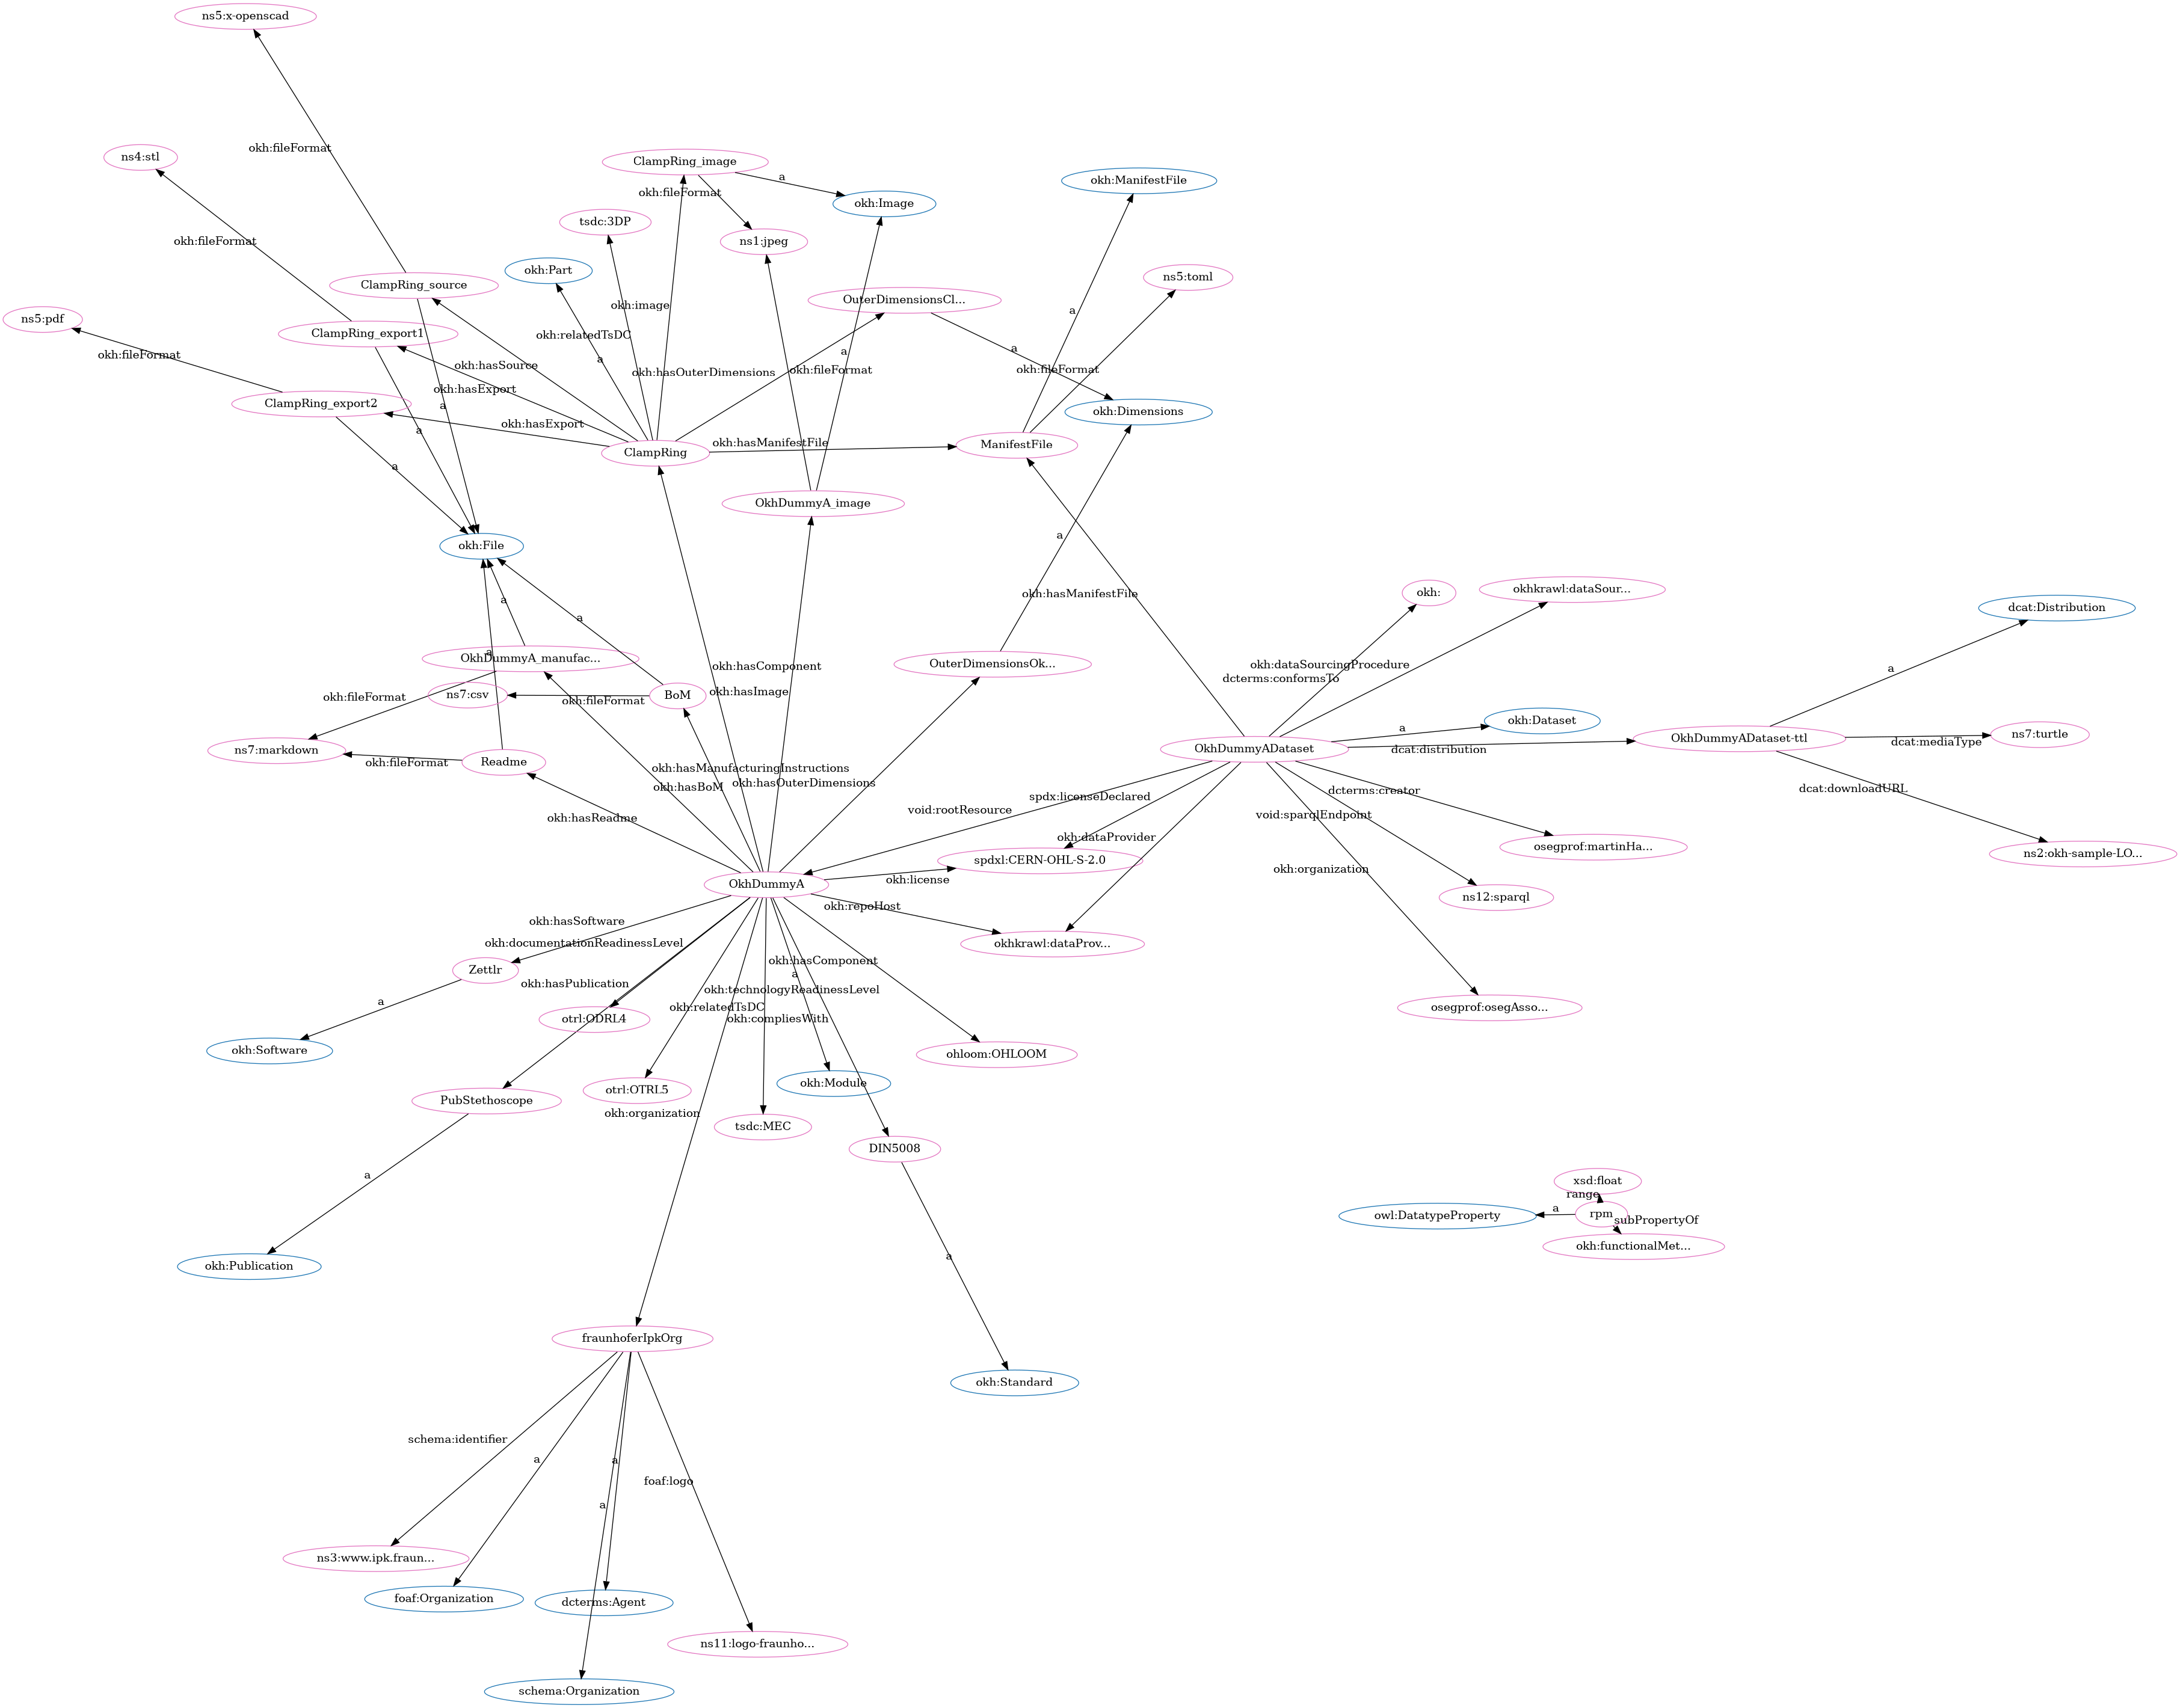 ns5:x-openscad
okh:fileFormat
ns4:stl
ClampRing_image
a
okh:ManifestFile
okh:fileFormat
okh:Image
tsdc:3DP
okh:fileFormat
ns1:jpeg
okh:Part
ns5:toml
ClampRing_source
OuterDimensionsCl...
okh:image
a
ns5:pdf
ClampRing_export1
okh:relatedTsDC
a
a
okh:fileFormat
a
okh:hasSource
okh:hasOuterDimensions
okh:fileFormat
okh:fileFormat
okh:hasExport
ClampRing_export2
a
okh:Dimensions
okh:hasExport
a
okh:hasManifestFile
ManifestFile
ClampRing
a
OkhDummyA_image
a
okh:File
okh:hasManifestFile
okh:
okhkrawl:dataSour...
a
a
dcat:Distribution
a
OkhDummyA_manufac...
okh:hasComponent
OuterDimensionsOk...
okh:dataSourcingProcedure
dcterms:conformsTo
a
okh:fileFormat
ns7:csv
okh:fileFormat
BoM
okh:hasImage
okh:Dataset
a
ns7:markdown
okh:fileFormat
Readme
OkhDummyADataset
dcat:distribution
OkhDummyADataset-ttl
dcat:mediaType
ns7:turtle
okh:hasManufacturingInstructions
okh:hasBoM
okh:hasOuterDimensions
spdx:licenseDeclared
dcterms:creator
dcat:downloadURL
okh:hasReadme
void:rootResource
void:sparqlEndpoint
okh:dataProvider
osegprof:martinHa...
ns2:okh-sample-LO...
spdxl:CERN-OHL-S-2.0
okh:organization
OkhDummyA
okh:license
ns12:sparql
okh:repoHost
okh:hasSoftware
okh:documentationReadinessLevel
okhkrawl:dataProv...
okh:hasComponent
Zettlr
a
okh:hasPublication
okh:technologyReadinessLevel
a
okh:relatedTsDC
osegprof:osegAsso...
otrl:ODRL4
okh:compliesWith
okh:Software
ohloom:OHLOOM
okh:Module
otrl:OTRL5
PubStethoscope
okh:organization
tsdc:MEC
DIN5008
a
xsd:float
range
a
rpm
owl:DatatypeProperty
subPropertyOf
okh:functionalMet...
a
okh:Publication
fraunhoferIpkOrg
okh:Standard
schema:identifier
a
a
foaf:logo
a
ns3:www.ipk.fraun...
foaf:Organization
dcterms:Agent
ns11:logo-fraunho...
schema:Organization